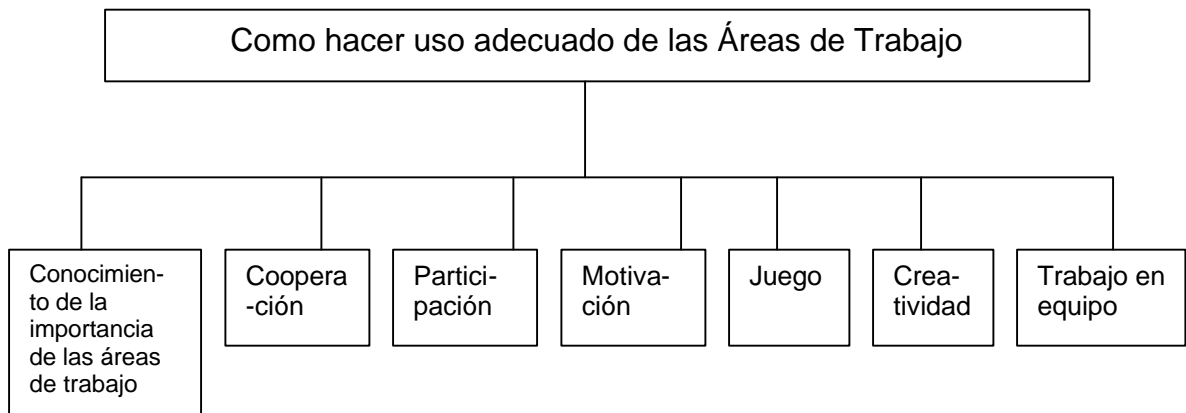 Como hacer uso adecuado de las Áreas de Trabajo
Conocimien-
to de la
importancia
de las áreas
de trabajo
Coopera
-ción
Partici-
pación
Motiva-
ción
Juego
Crea-
tividad
Trabajo en
equipo